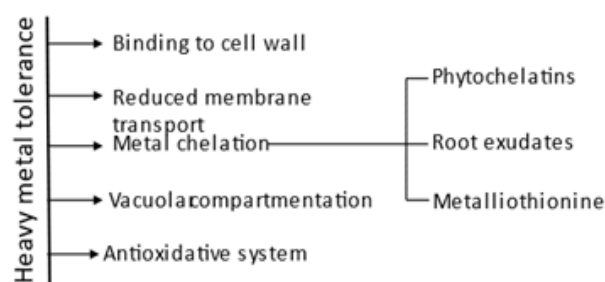 Heavy metal tolerance
Binding to cell wall
Reduced membrane
transport
Metal chelation
Vacuolarcompartmentation
Antioxidative system
Phytochelatins
Root exudates
Metalliothionine